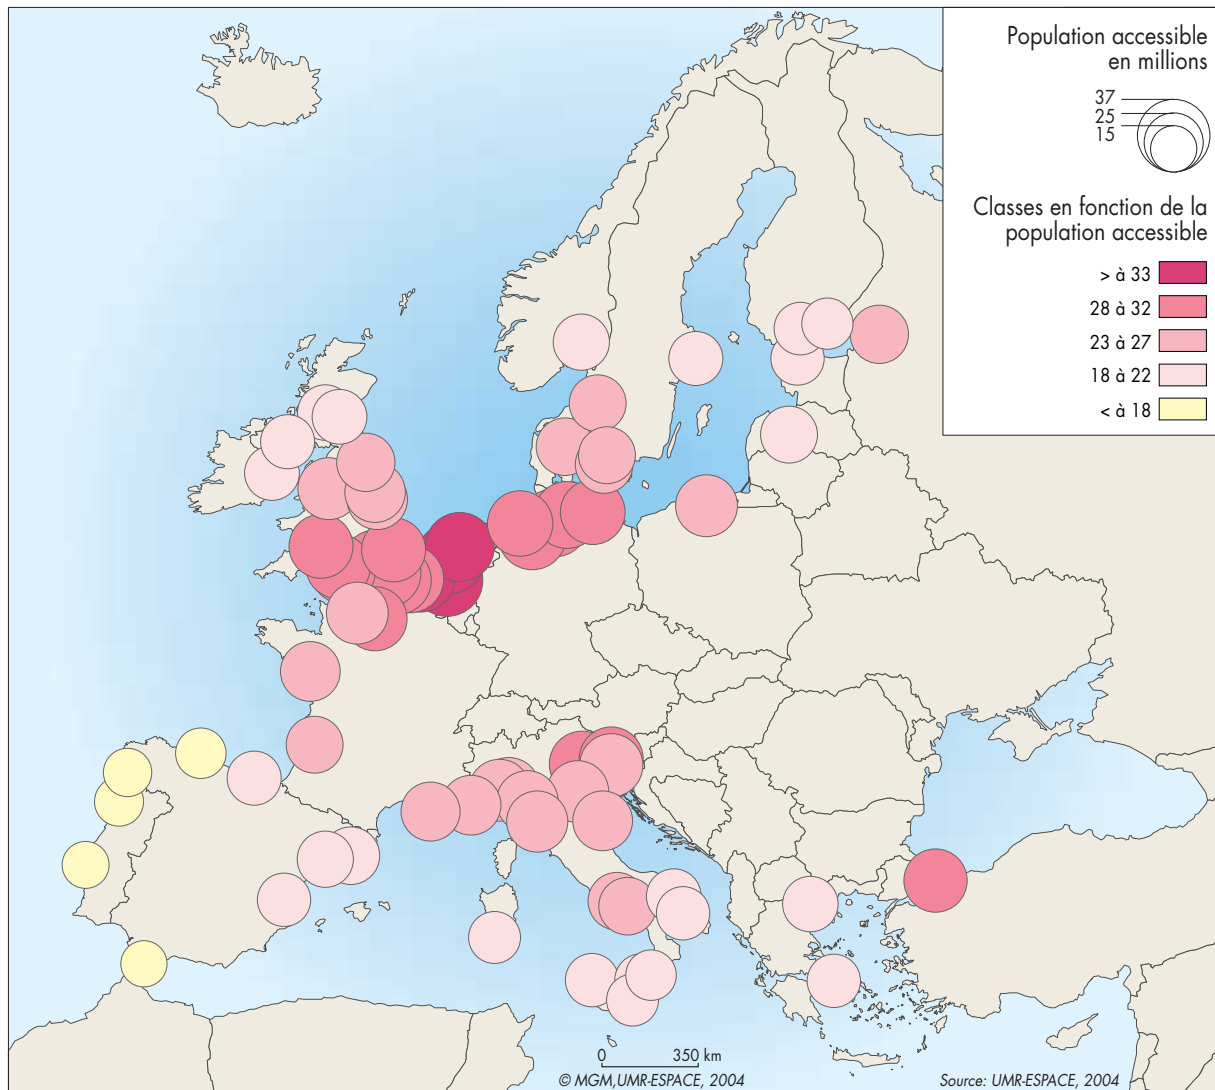 Population accessible
en millions
37
25
15
Classes en fonction de la
population accessible
> à 33
28 à 32
23 à 27
18 à 22
< à 18
0 350 km
© MGM,UMR-ESPACE, 2004
Source: UMR-ESPACE, 2004